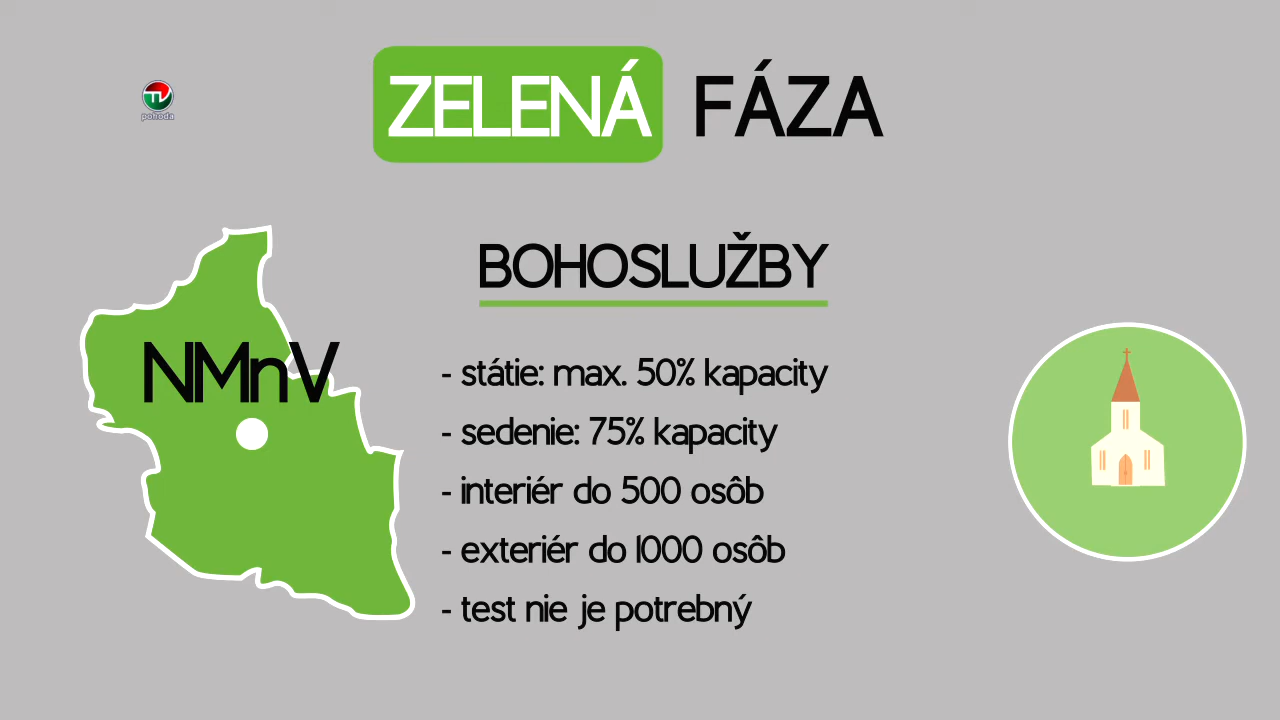 ZELENÁ FÁZA
TV
pohoda
BOHOSLUŽBY
NMnV
- státie: max. 50% kapacity
- sedenie: 75% kapacity
- interiér do 500 osôb
- exteriér do 1000 osôb
- test nie je potrebný